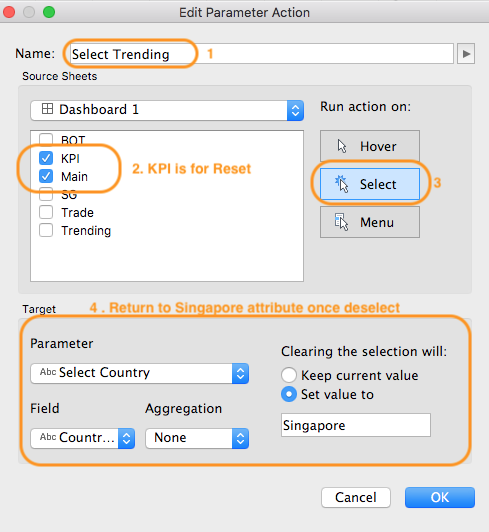 Edit Parameter Action
Name: Select Trending 1
Source Sheets
Dashboard 1
Run action on:
BOT
KPI
Main
SG
Trade
Trending
2. KPI is for Reset
Hover
Select 3
Menu
Target 4 . Return to Singapore attribute once deselect
Parameter
Abc Select Country
Field Aggregation
Abc Countr... None
Clearing the selection will:
Keep current value
Set value to
Singapore
Cancel OK